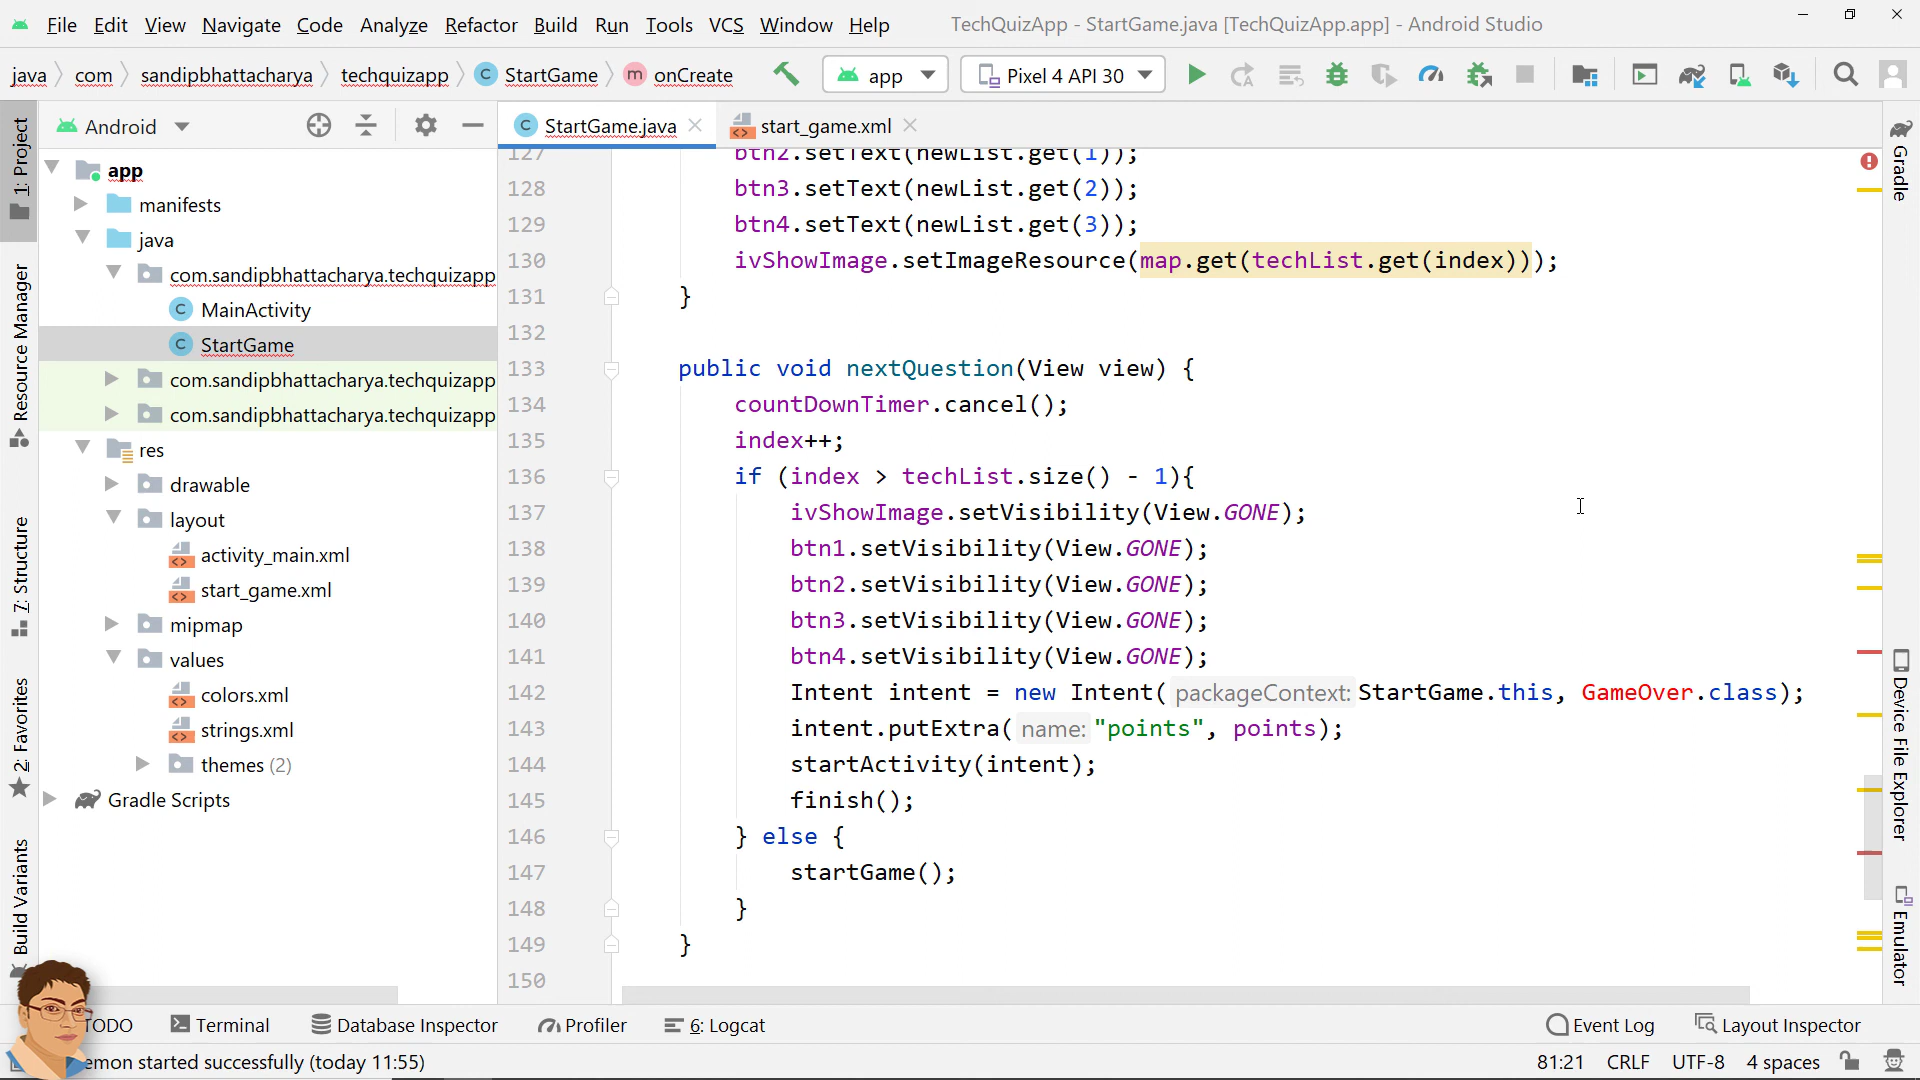 File Edit View Navigate Code Analyze Refactor Build Run Tools VCS Window Help TechQuizApp - StartGame.java [TechQuizApp.app] - Android Studio
java com sandipbhattacharya techquizapp C StartGame m onCreate app Pixel 4 API 30
Android
C StartGame.java
start_game.xml
1: Project
Resource Manager
7: Structure
2: Favorites
Build Variants
app
manifests
java
com.sandipbhattacharya.techquizapp
C MainActivity
C StartGame
com.sandipbhattacharya.techquizapp
com.sandipbhattacharya.techquizapp
res
drawable
layout
activity_main.xml
start_game.xml
mipmap
values
colors.xml
strings.xml
themes (2)
Gradle Scripts
127 btn2.setText(newList.get(1));
128 btn3.setText(newList.get(2));
129 btn4.setText(newList.get(3));
130 ivShowImage.setImageResource(map.get(techList.get(index)));
131 }
132
133 public void nextQuestion(View view) {
134 countDownTimer.cancel();
135 index++;
136 if (index > techList.size() - 1){
137 ivShowImage.setVisibility(View.GONE);
138 btn1.setVisibility(View.GONE);
139 btn2.setVisibility(View.GONE);
140 btn3.setVisibility(View.GONE);
141 btn4.setVisibility(View.GONE);
142 Intent intent = new Intent( packageContext: StartGame.this, GameOver.class);
143 intent.putExtra( name: "points", points);
144 startActivity(intent);
145 finish();
146 } else {
147 startGame();
148 }
149 }
150
Gradle
Device File Explorer
Emulator
TODO Terminal Database Inspector Profiler 6: Logcat Event Log Layout Inspector
emon started successfully (today 11:55) 81:21 CRLF UTF-8 4 spaces